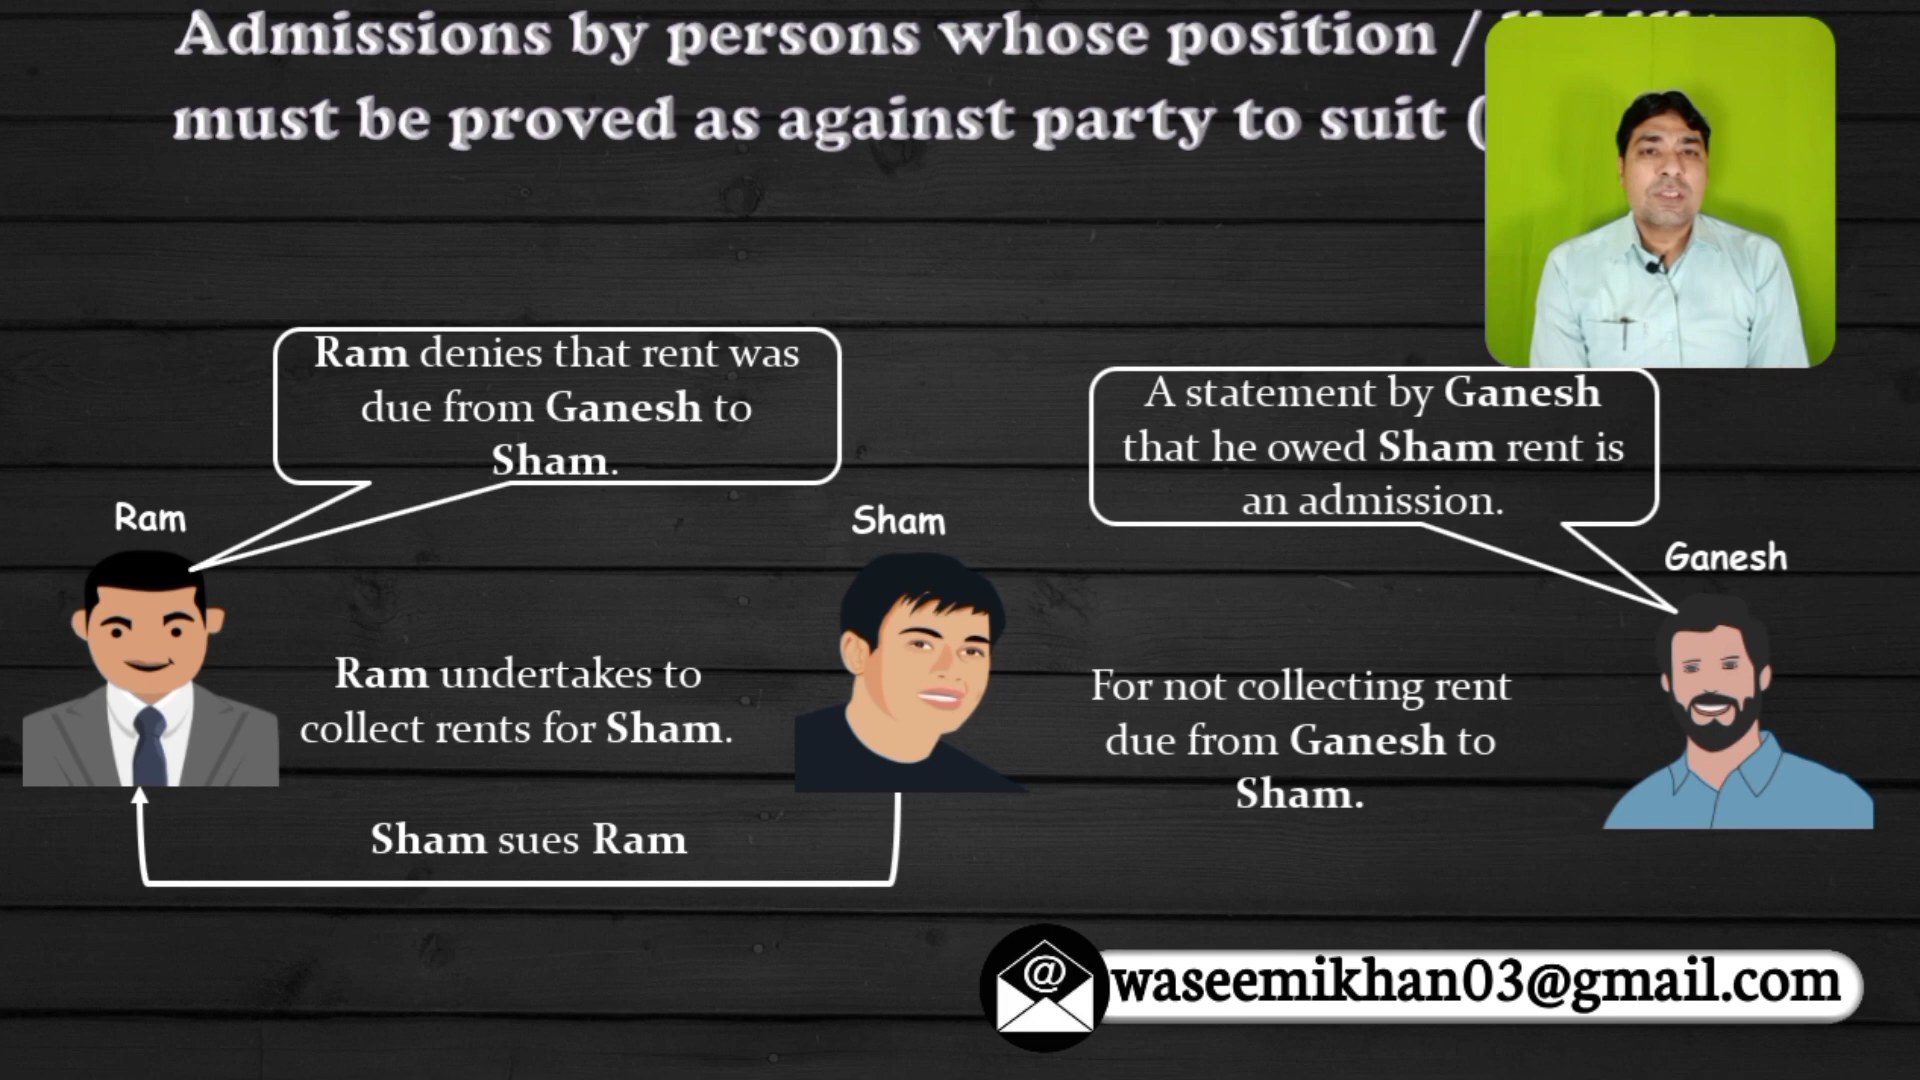 Admissions by persons whose position /
must be proved as against party to suit (
Ram denies that rent was
due from Ganesh to
Sham.
A statement by Ganesh
that he owed Sham rent is
an admission.
Ram
Sham
Ganesh
Ram undertakes to
collect rents for Sham.
For not collecting rent
due from Ganesh to
Sham.
Sham sues Ram
@
waseemikhan03@gmail.com